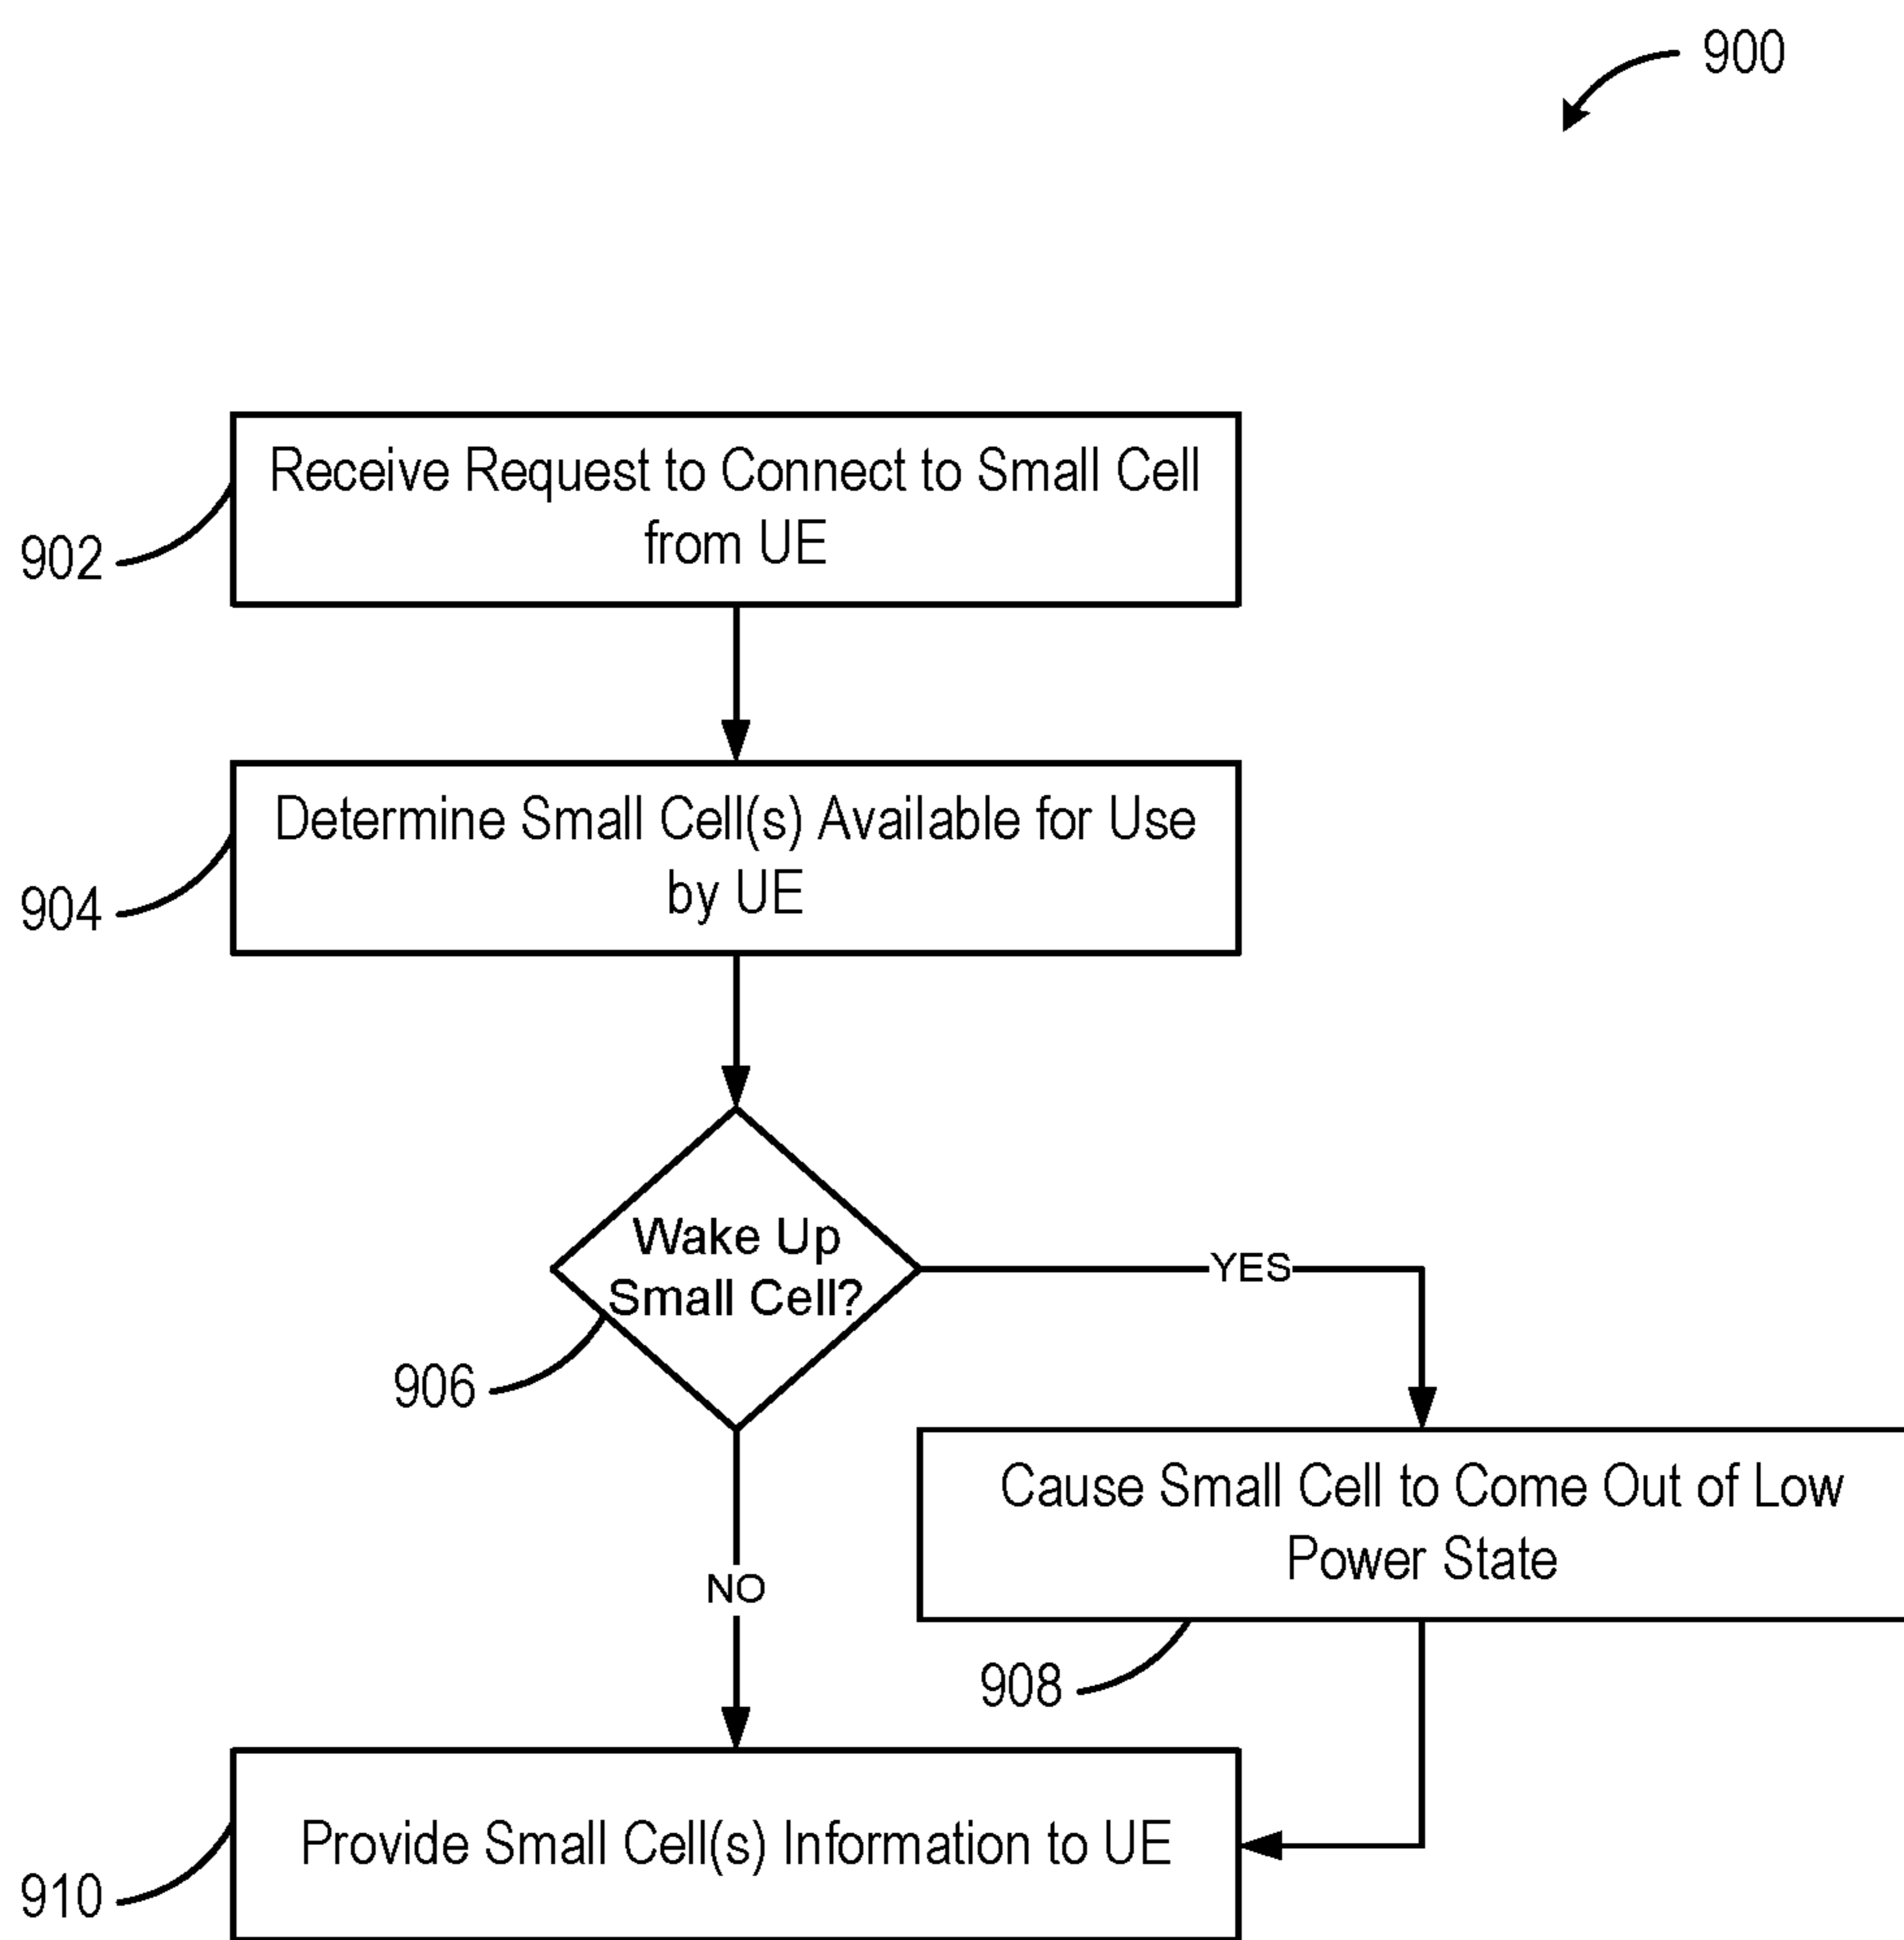 900
Receive Request to Connect to Small Cell
from UE
902
Determine Small Cell(s) Available for Use
by UE
904
Wake Up
Small Cell?
YES
906
Cause Small Cell to Come Out of Low
Power State
NO
908
Provide Small Cell(s) Information to UE
910